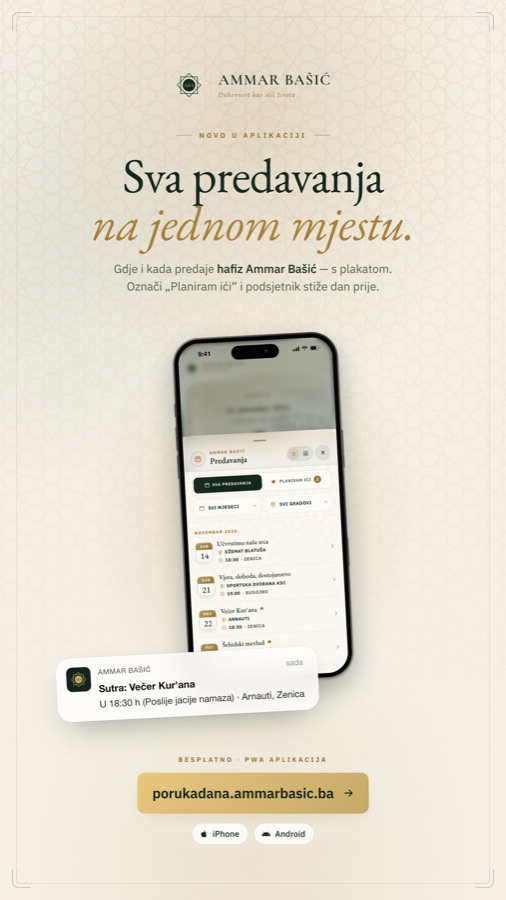 AMMAR BAŠIĆ
Duhovnost kao stil života
NOVO U APLIKACIJI
Sva predavanja
na jednom mjestu.
Gdje i kada predaje hafiz Ammar Bašić — s plakatom.
Označi „Planiram ići“ i podsjetnik stiže dan prije.
9:41
AMMAR BAŠIĆ
Predavanja
SVA PREDAVANJA
PLANIRAM IĆI
SVI MJESECI
SVI GRADOVI
NOVEMBAR 2026.
14
Učvrstimo naša srca
DŽEMAT BLATUŠA
18:00 · ZENICA
21
Vjera, sloboda, dostojanstvo
SPORTSKA DVORANA KSC
19:00 · BUGOJNO
22
Večer Kur'ana
ARNAUTI
18:30 · ZENICA
Šehidski mevlud
AMMAR BAŠIĆ
sada
Sutra: Večer Kur'ana
U 18:30 h (Poslije jacije namaza) · Arnauti, Zenica
BESPLATNO · PWA APLIKACIJA
porukadana.ammarbasic.ba →
iPhone
Android